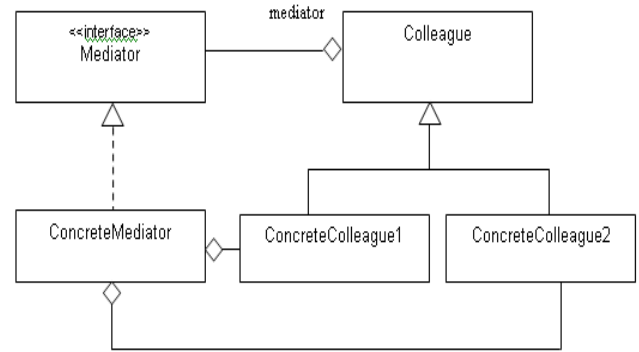 mediator
<<interface>>
Mediator
Colleague
ConcreteMediator
ConcreteColleague1
ConcreteColleague2